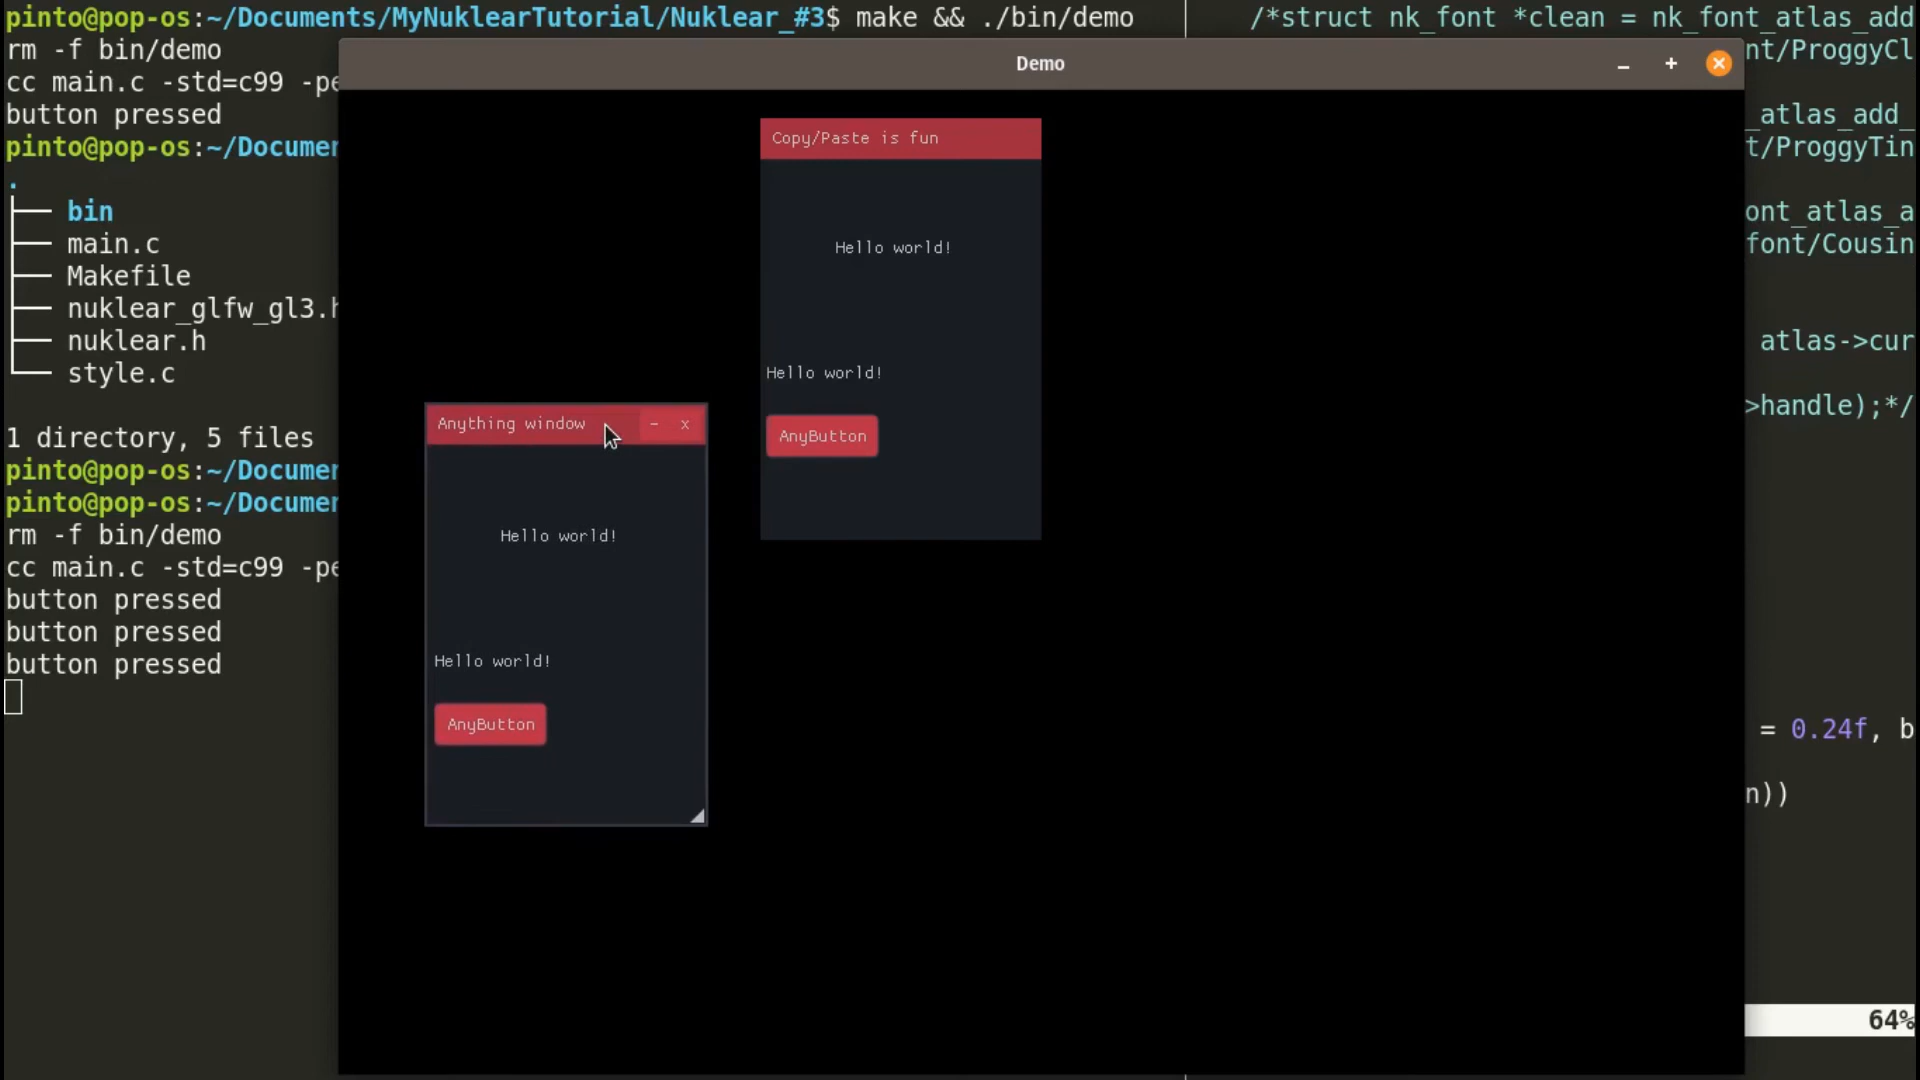 pinto@pop-os:~/Documents/MyNuklearTutorial/Nuklear_#3$ make && ./bin/demo
rm -f bin/demo
cc main.c -std=c99 -pe
button pressed
pinto@pop-os:~/Documen
.
bin
main.c
Makefile
nuklear_glfw_gl3.h
nuklear.h
style.c
1 directory, 5 files
pinto@pop-os:~/Documen
pinto@pop-os:~/Documen
rm -f bin/demo
cc main.c -std=c99 -pe
button pressed
button pressed
button pressed
Demo
Copy/Paste is fun
Hello world!
Hello world!
AnyButton
Anything window
- x
Hello world!
Hello world!
AnyButton
/*struct nk_font *clean = nk_font_atlas_add
nt/ProggyCl
_atlas_add_
t/ProggyTin
ont_atlas_a
font/Cousin
atlas->cur
>handle);*/
= 0.24f, b
n))
64%